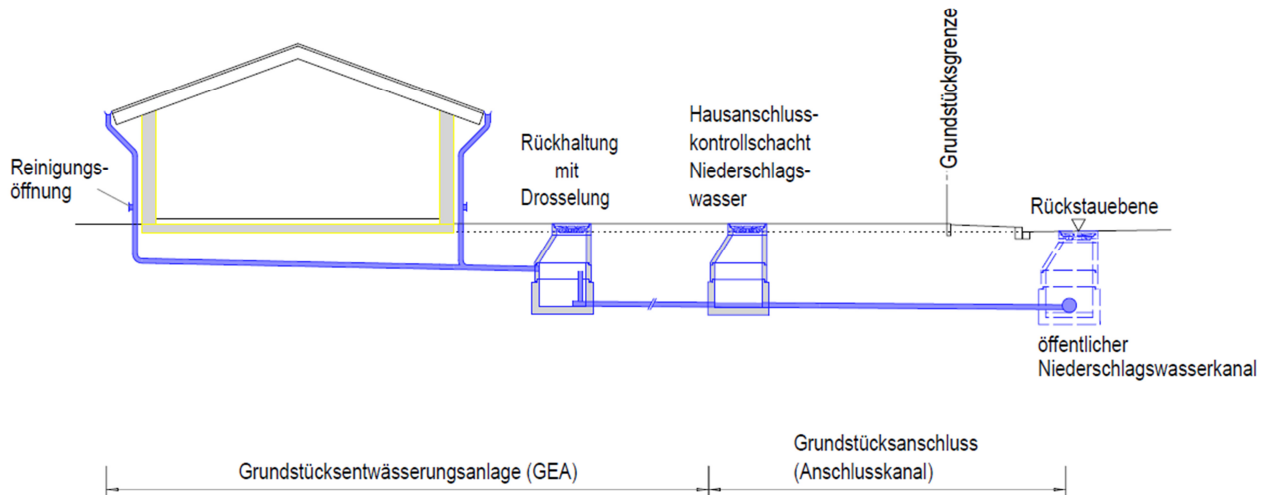 Reinigungs-
öffnung
Rückhaltung
mit
Drosselung
Hausanschluss-
kontrollschacht
Niederschlags-
wasser
Grundstücksgrenze
Rückstauebene
öffentlicher
Niederschlagswasserkanal
Grundstücksentwässerungsanlage (GEA)
Grundstücksanschluss
(Anschlusskanal)